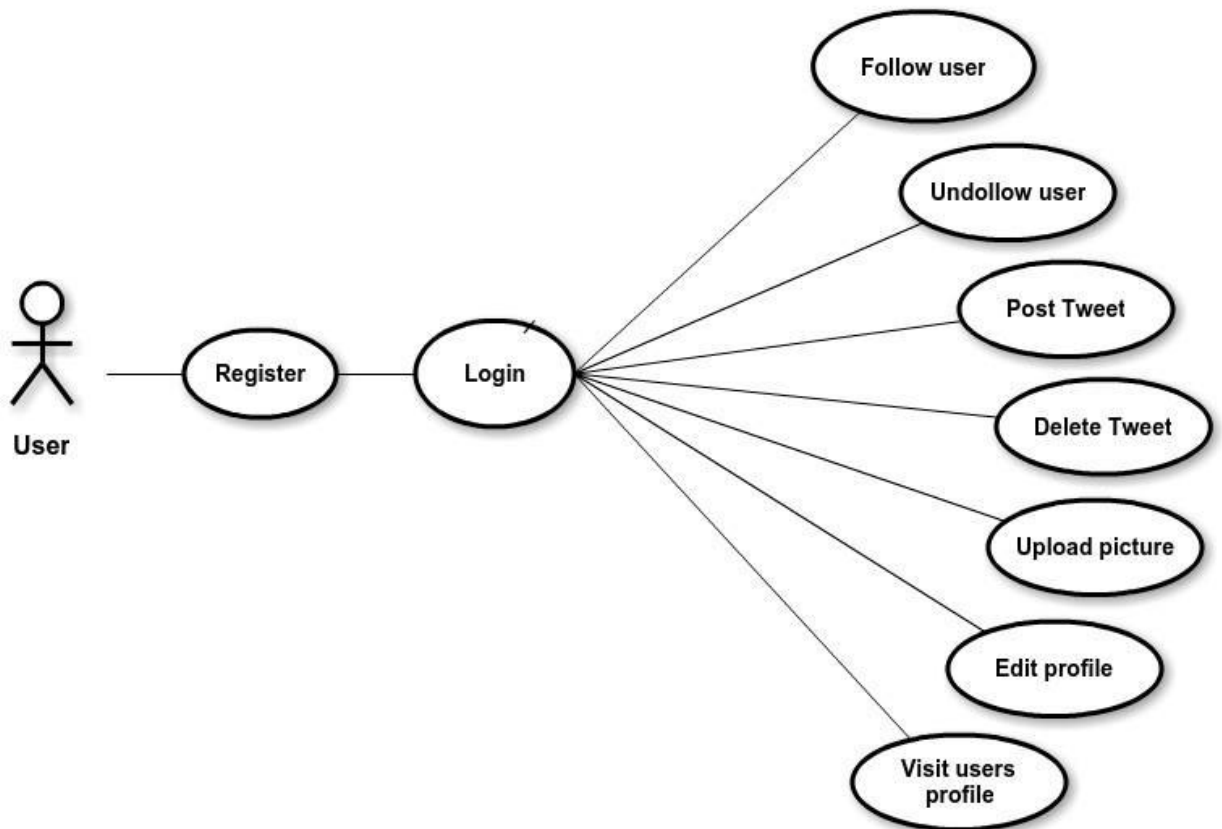 Follow user
Undollow user
Post Tweet
Register
Login
Delete Tweet
User
Upload picture
Edit profile
Visit users
profile